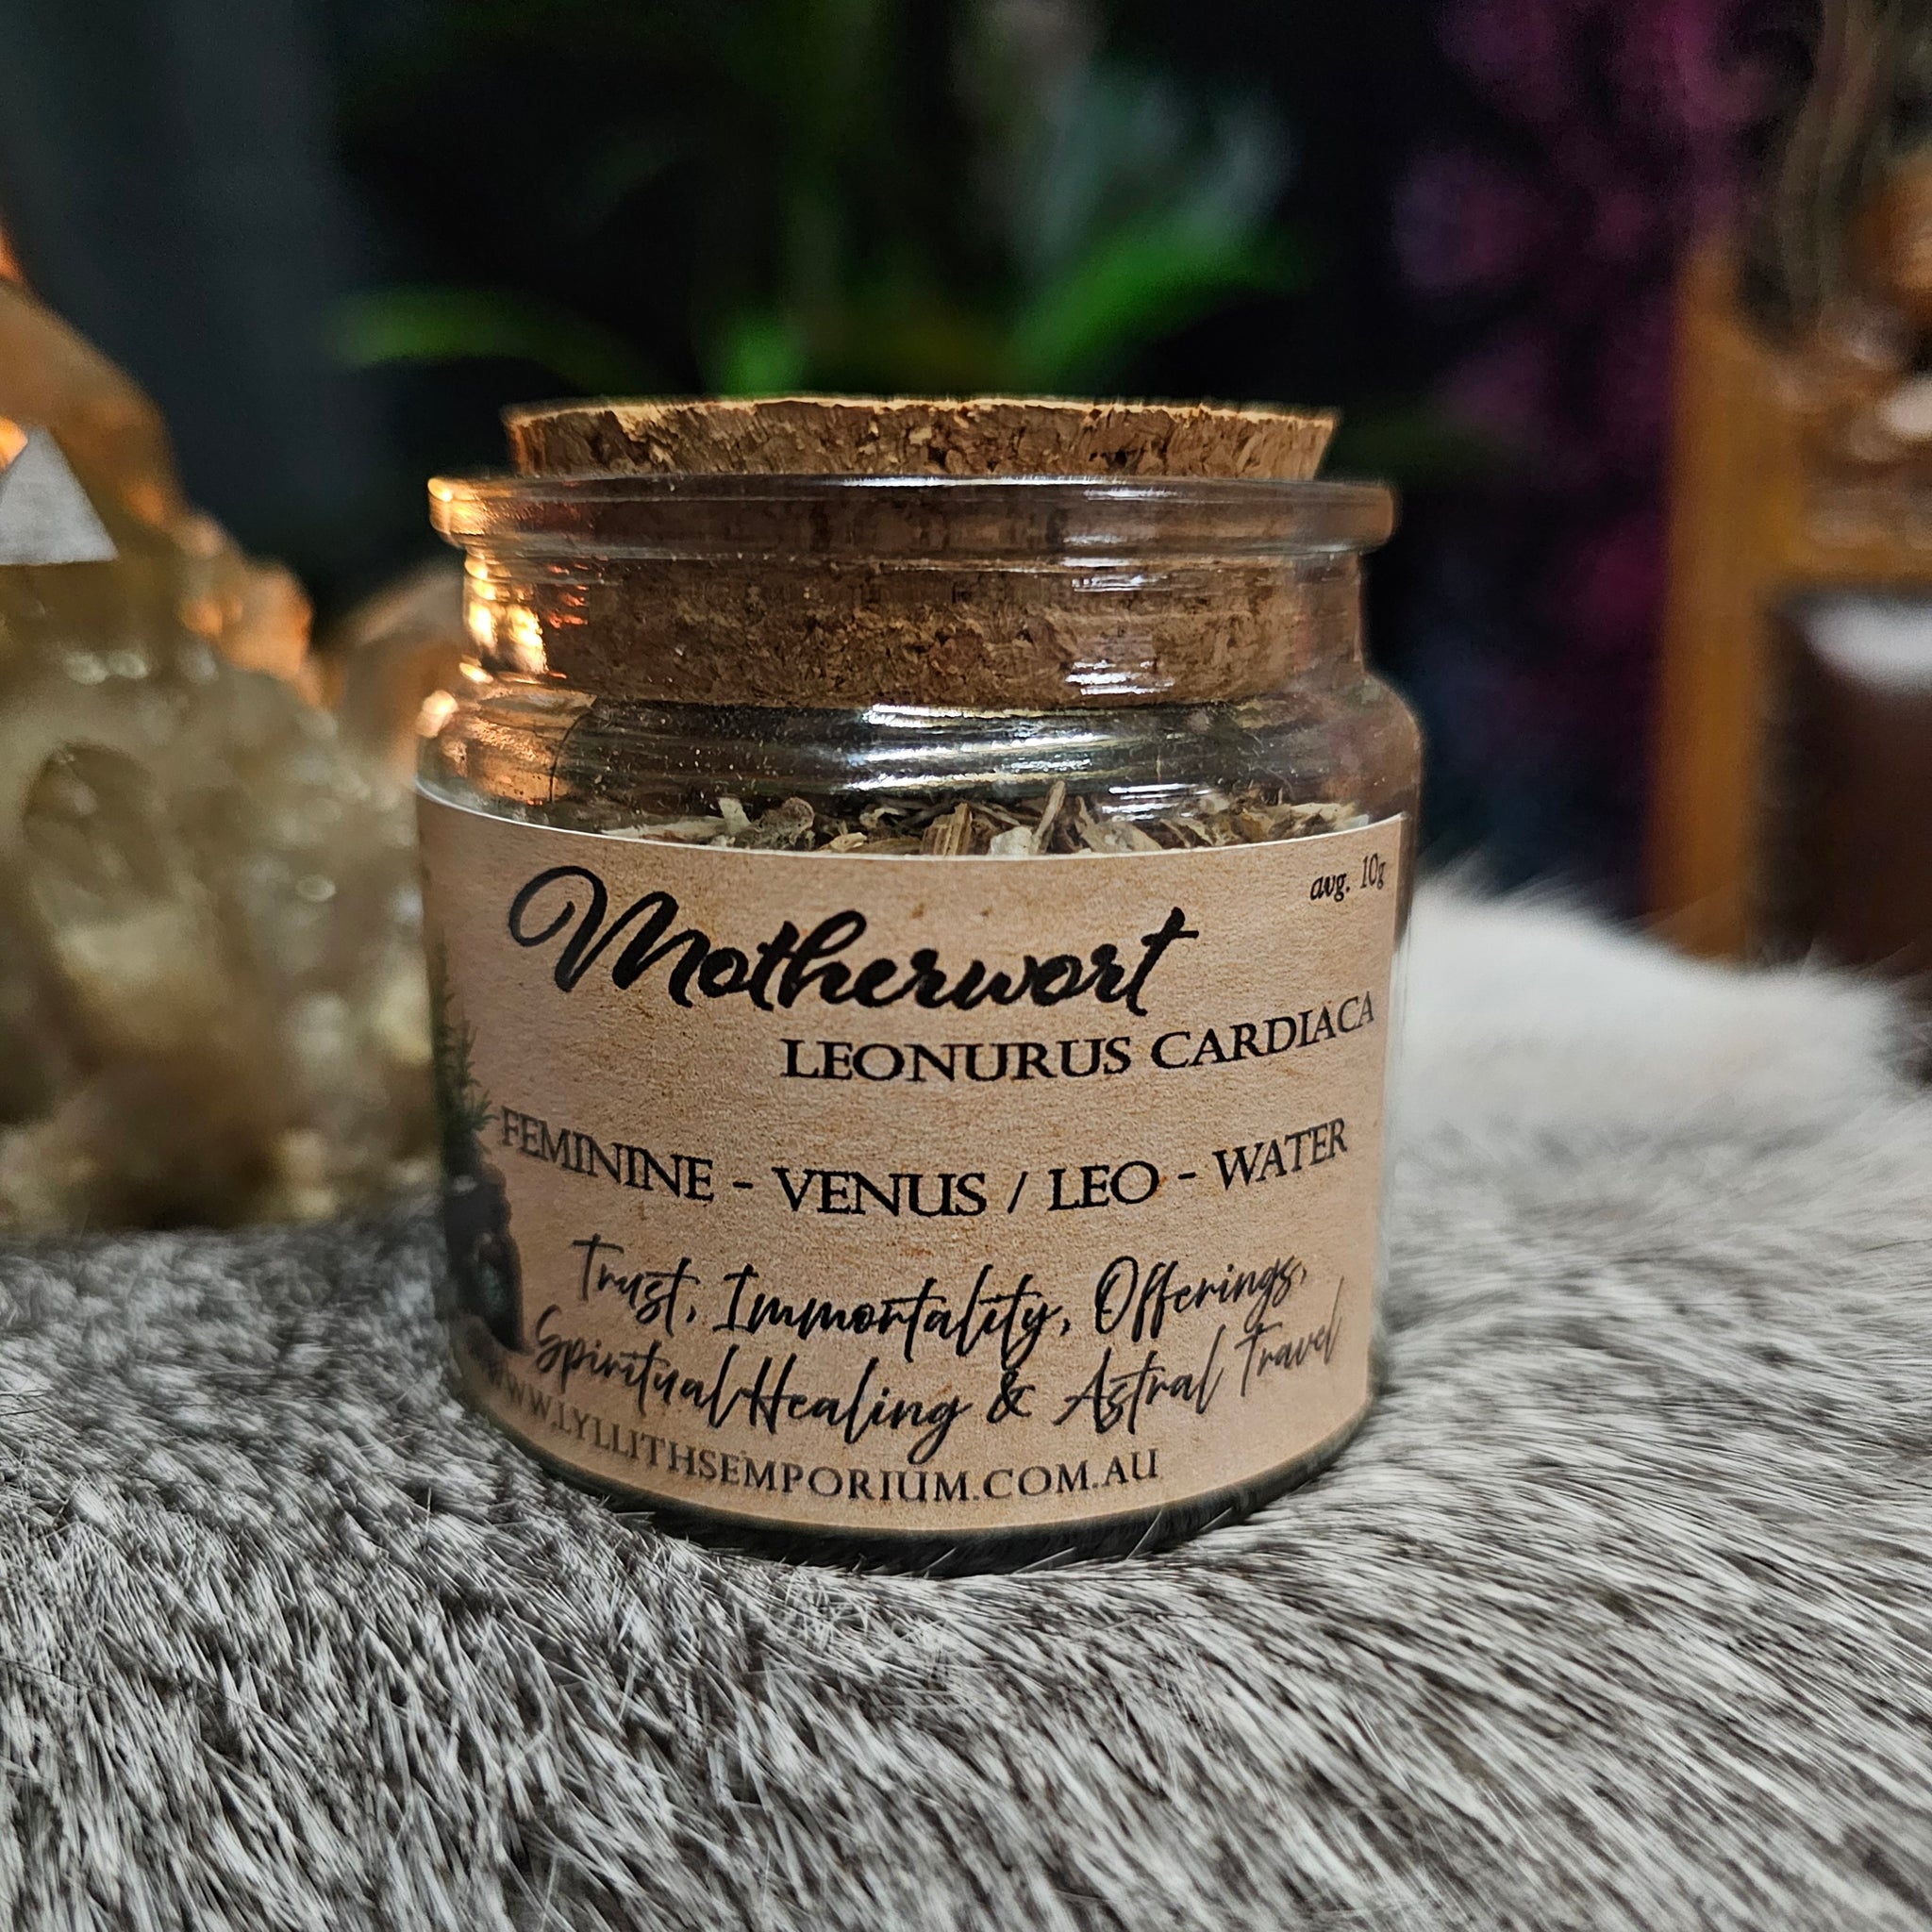 avg. 10g
Motherwort
LEONURUS CARDIACA
FEMININE - VENUS / LEO - WATER
Trust, Immortality, Offerings,
Spiritual Healing & Astral Travel
WWW.LYLLITHSEMPORIUM.COM.AU